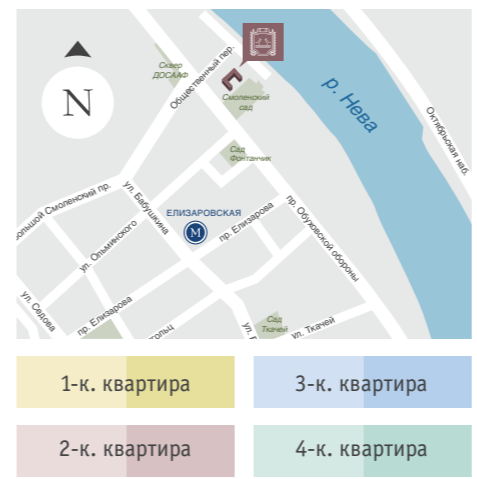 Сквер
ДОСААФ
Общественный пер.
Смоленский
сад
р. Нева
Октябрьская наб.
N
Сад
Фонтанчик
Большой Смоленский пр.
ул. Бабушкина
ЕЛИЗАРОВСКАЯ
М
пр. Елизарова
пр. Обуховской обороны
ул. Ольминского
ул. Седова
пр. Елизарова
Сад
Ткачей
ул. Ткачей
1-к. квартира
3-к. квартира
2-к. квартира
4-к. квартира